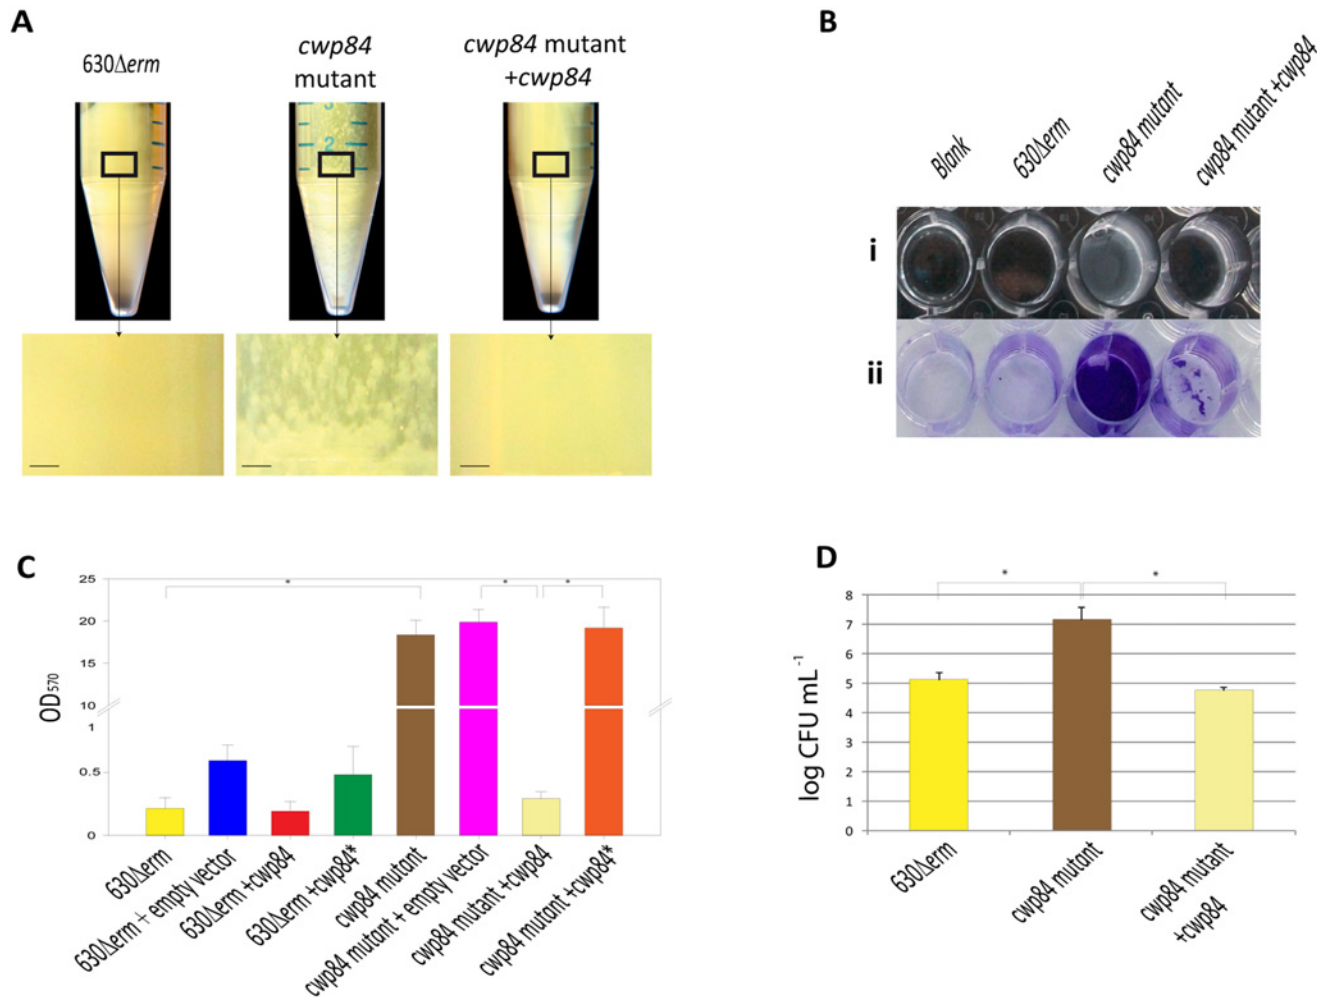 A
630Δerm
cwp84
mutant
cwp84 mutant
+cwp84
3
2
B
Blank
630Δerm
cwp84 mutant
cwp84 mutant +cwp84
i
ii
C
OD570
25
20
15
10
1
0.5
0
*
*
*
630Δerm
630Δerm + empty vector
630Δerm +cwp84
630Δerm +cwp84*
cwp84 mutant
cwp84 mutant + empty vector
cwp84 mutant +cwp84
cwp84 mutant +cwp84*
D
log CFU mL⁻¹
8
7
6
5
4
3
2
1
0
*
*
630Δerm
cwp84 mutant
cwp84 mutant
+cwp84